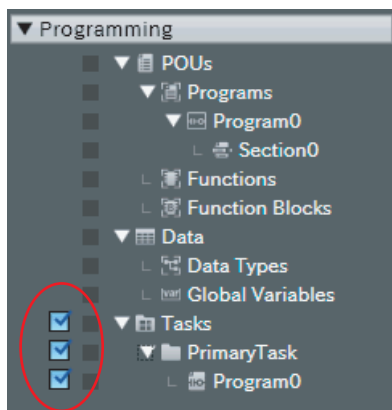 Programming
POUs
Programs
Program0
Section0
Functions
Function Blocks
Data
Data Types
Global Variables
Tasks
PrimaryTask
Program0